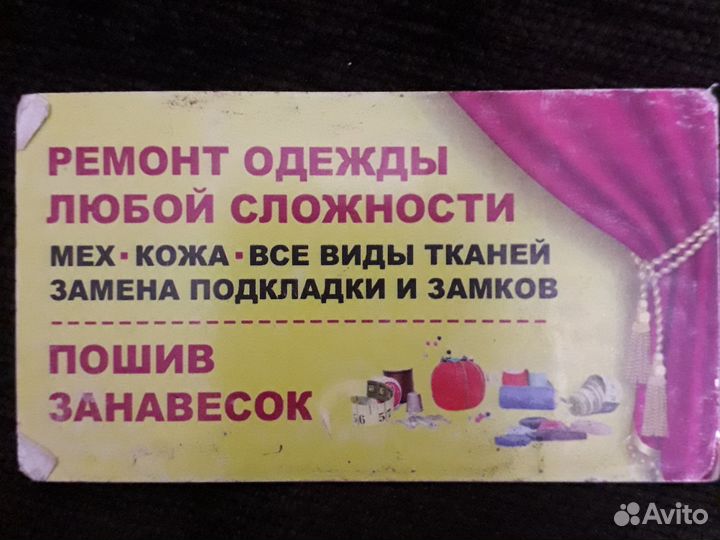 РЕМОНТ ОДЕЖДЫ
ЛЮБОЙ СЛОЖНОСТИ
МЕХ · КОЖА · ВСЕ ВИДЫ ТКАНЕЙ
ЗАМЕНА ПОДКЛАДКИ И ЗАМКОВ
ПОШИВ
ЗАНАВЕСОК
Avito